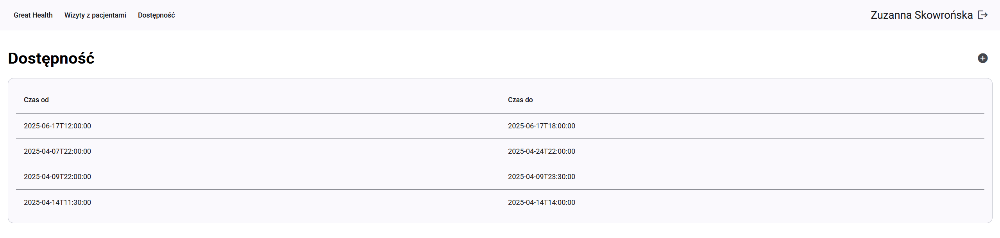 Great Health Wizyty z pacjentami Dostępność Zuzanna Skowrońska
Dostępność
Czas od Czas do
2025-06-17T12:00:00 2025-06-17T18:00:00
2025-04-07T22:00:00 2025-04-24T22:00:00
2025-04-09T22:00:00 2025-04-09T23:30:00
2025-04-14T11:30:00 2025-04-14T14:00:00